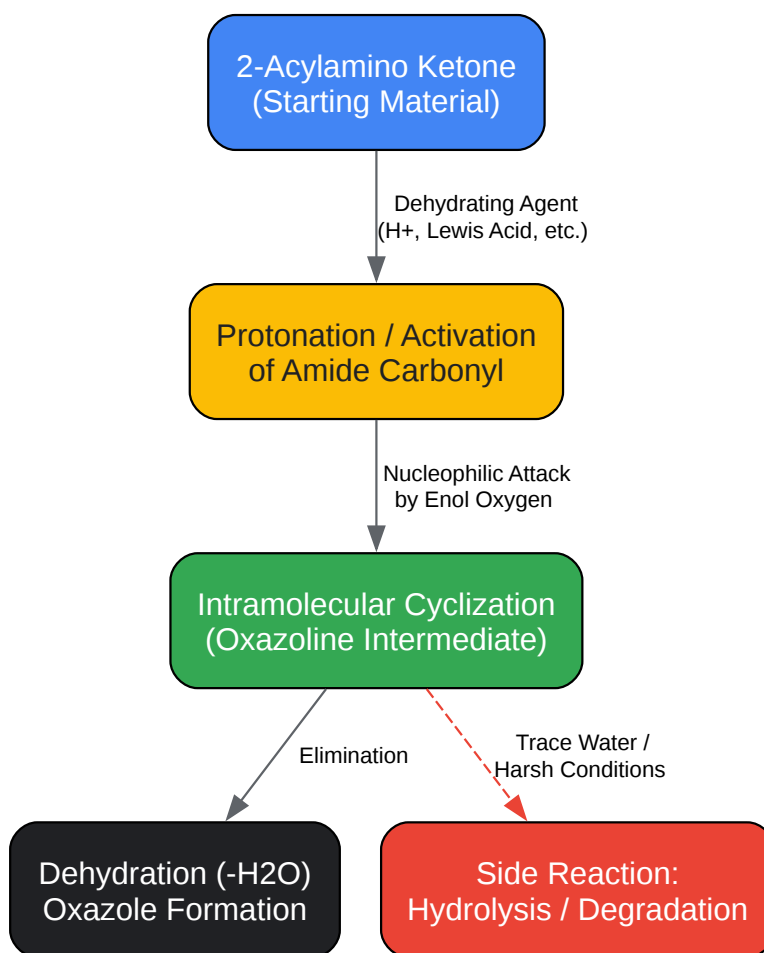 2-Acylamino Ketone
(Starting Material)
Dehydrating Agent
(H+, Lewis Acid, etc.)
Protonation / Activation
of Amide Carbonyl
Nucleophilic Attack
by Enol Oxygen
Intramolecular Cyclization
(Oxazoline Intermediate)
Elimination
Trace Water /
Harsh Conditions
Dehydration (-H2O)
Oxazole Formation
Side Reaction:
Hydrolysis / Degradation